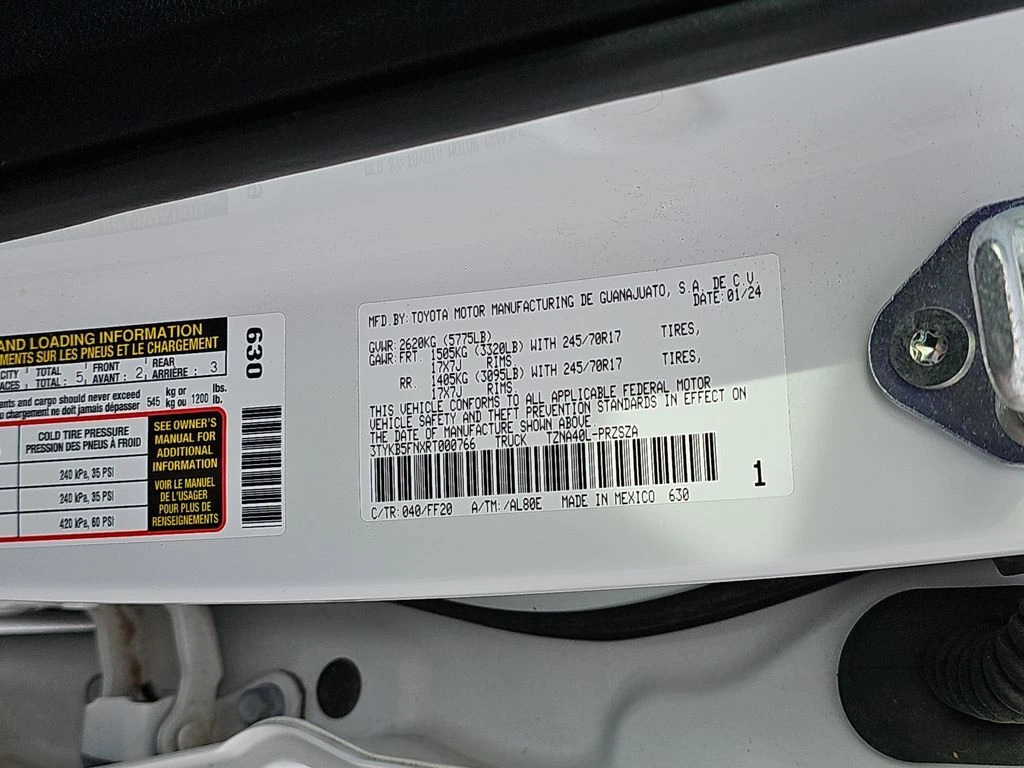 AND LOADING INFORMATION
EMENTS SUR LES PNEUS ET LE CHARGEMENT
CITY TOTAL 5 FRONT 2 REAR 3
ACES TOTAL: AVANT: ARRIÈRE:
ants and cargo should never exceed 545 kg or 1200 lbs.
chargement ne doit jamais dépasser kg ou lb.
COLD TIRE PRESSURE
PRESSION DES PNEUS À FROID
240 kPa, 35 PSI
240 kPa, 35 PSI
420 kPa, 60 PSI
SEE OWNER'S
MANUAL FOR
ADDITIONAL
INFORMATION
VOIR LE MANUEL
DE L'USAGER
POUR PLUS DE
RENSEIGNEMENTS
630
MFD.BY:TOYOTA MOTOR MANUFACTURING DE GUANAJUATO, S.A. DE C.V.
DATE:01/24
GVWR:2620KG (5775LB)
GAWR:FRT. 1505KG (3320LB) WITH 245/70R17 TIRES,
17X7J RIMS
RR. 1405KG (3095LB) WITH 245/70R17 TIRES,
17X7J RIMS
THIS VEHICLE CONFORMS TO ALL APPLICABLE FEDERAL MOTOR
VEHICLE SAFETY AND THEFT PREVENTION STANDARDS IN EFFECT ON
THE DATE OF MANUFACTURE SHOWN ABOVE.
3TYKB5FNXRT000766 TRUCK TZNA40L-PRZSZA
C/TR:040/FF20 A/TM:/AL80E MADE IN MEXICO 630
1